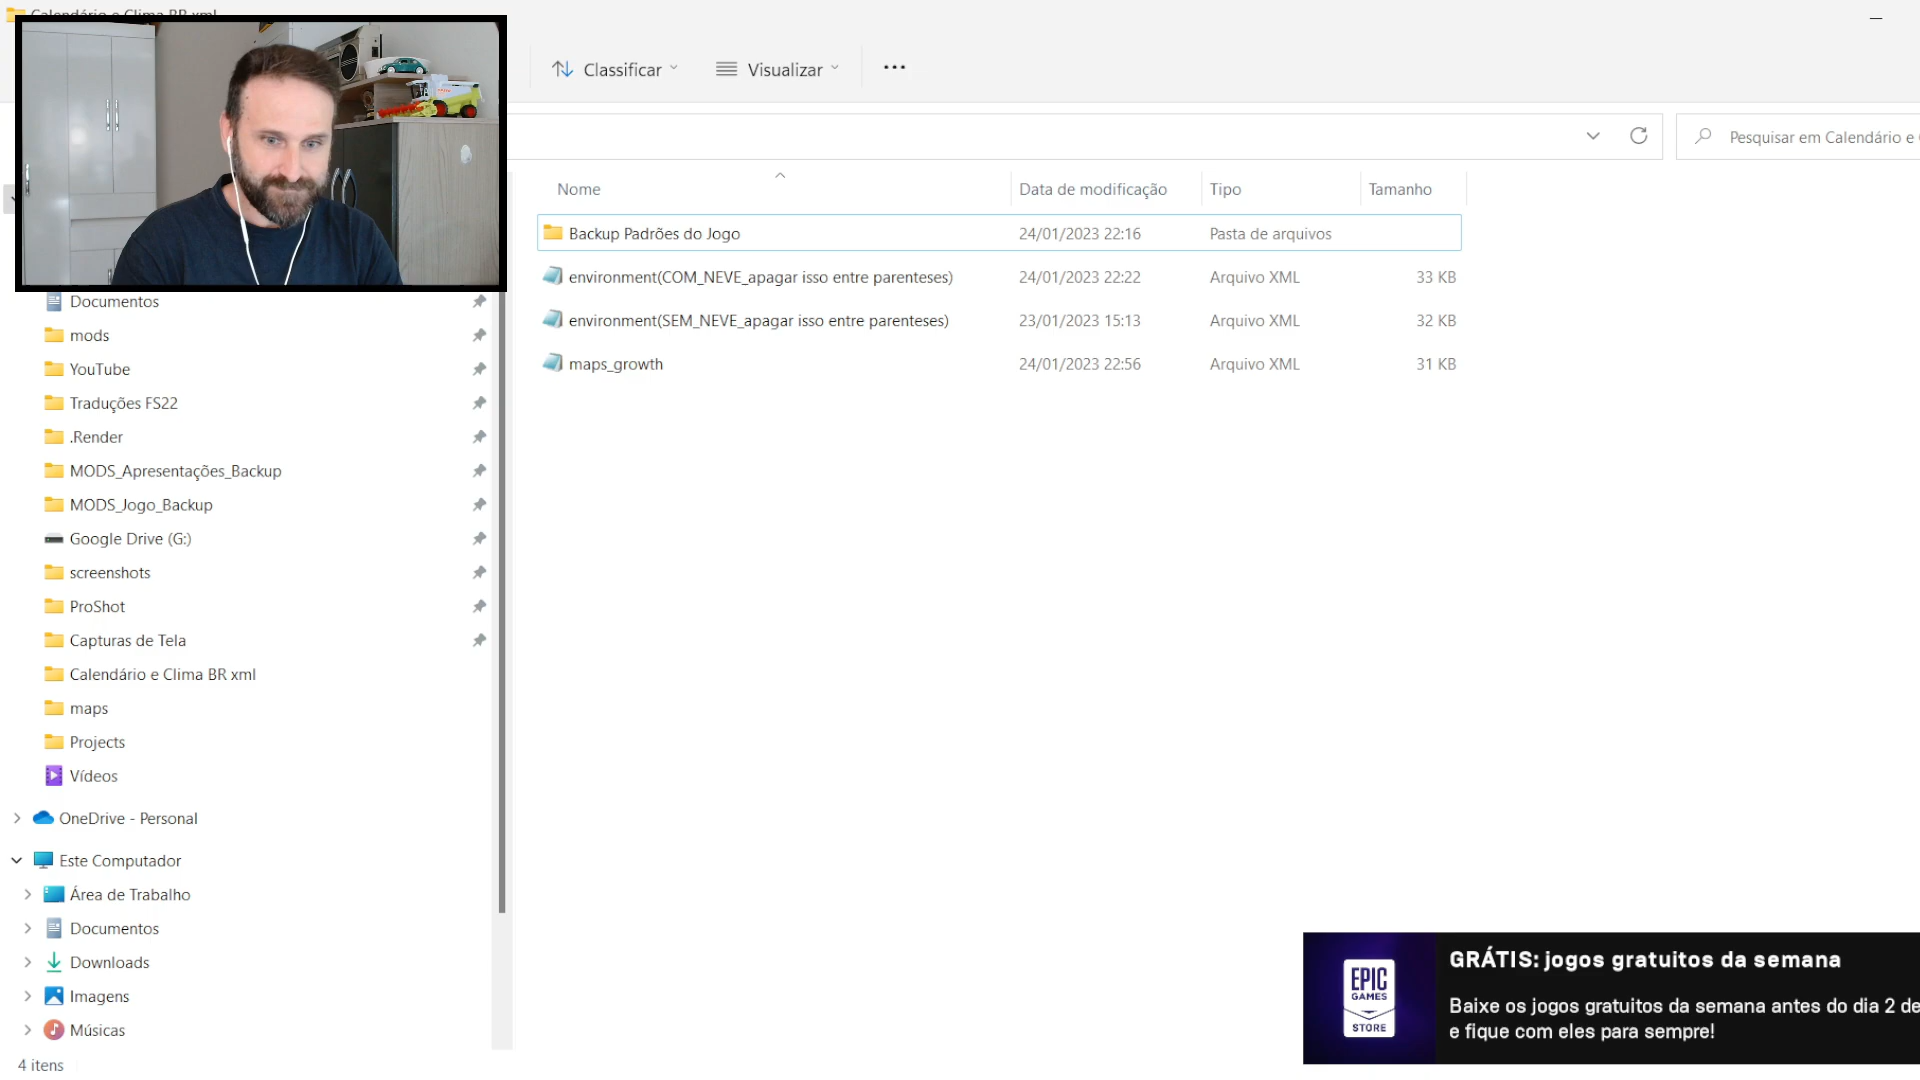 Calendário e Clima BR xml
Classificar
Visualizar
Pesquisar em Calendário e
Nome
Data de modificação
Tipo
Tamanho
Backup Padrões do Jogo
24/01/2023 22:16
Pasta de arquivos
environment(COM_NEVE_apagar isso entre parenteses)
24/01/2023 22:22
Arquivo XML
33 KB
environment(SEM_NEVE_apagar isso entre parenteses)
23/01/2023 15:13
Arquivo XML
32 KB
maps_growth
24/01/2023 22:56
Arquivo XML
31 KB
Documentos
mods
YouTube
Traduções FS22
.Render
MODS_Apresentações_Backup
MODS_Jogo_Backup
Google Drive (G:)
screenshots
ProShot
Capturas de Tela
Calendário e Clima BR xml
maps
Projects
Vídeos
OneDrive - Personal
Este Computador
Área de Trabalho
Documentos
Downloads
Imagens
Músicas
4 itens
EPIC
GAMES
STORE
GRÁTIS: jogos gratuitos da semana
Baixe os jogos gratuitos da semana antes do dia 2 de
e fique com eles para sempre!